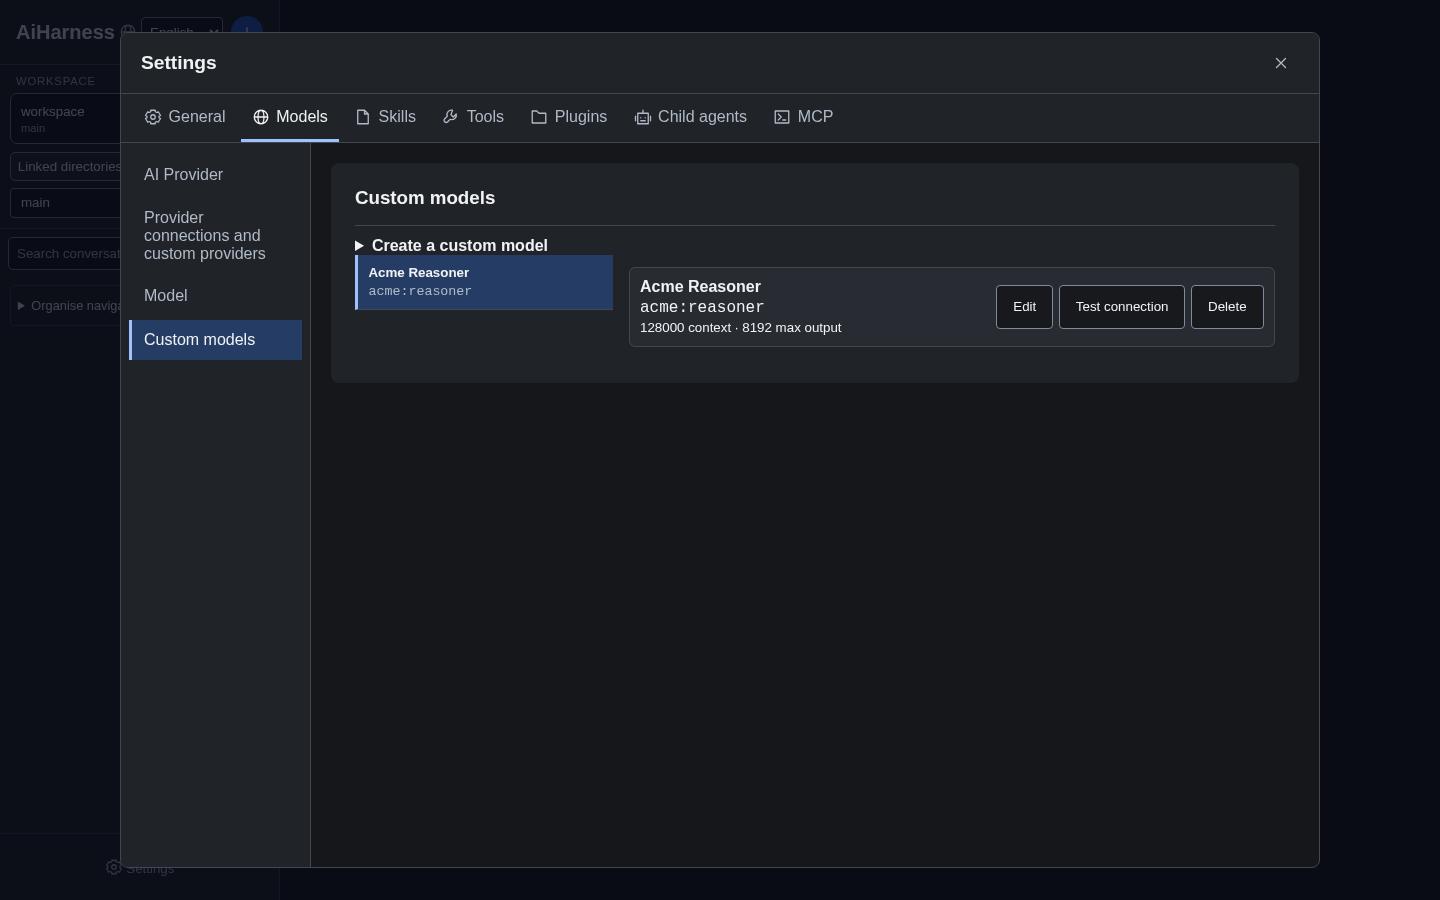 AiHarness
English
WORKSPACE
workspace
main
Linked directories
main
Search conversat
Organise naviga
Settings
Settings
General
Models
Skills
Tools
Plugins
Child agents
MCP
AI Provider
Provider
connections and
custom providers
Model
Custom models
Custom models
Create a custom model
Acme Reasoner
acme:reasoner
Acme Reasoner
acme:reasoner
128000 context · 8192 max output
Edit
Test connection
Delete